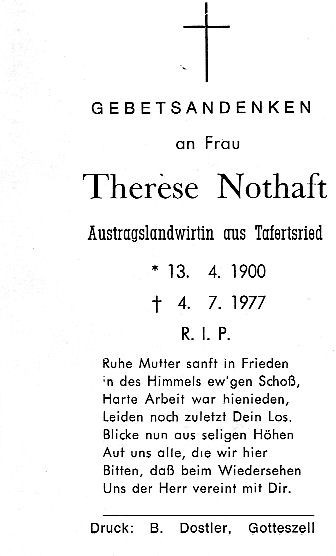 GEBETSANDENKEN
an Frau
Therese Nothaft
Austragslandwirtin aus Tafertsried
* 13. 4. 1900
† 4. 7. 1977
R. I. P.
Ruhe Mutter sanft in Frieden
in des Himmels ew'gen Schoß,
Harte Arbeit war hienieden,
Leiden noch zuletzt Dein Los.
Blicke nun aus seligen Höhen
Auf uns alle, die wir hier
Bitten, daß beim Wiedersehen
Uns der Herr vereint mit Dir.
Druck: B. Dostler, Gotteszell